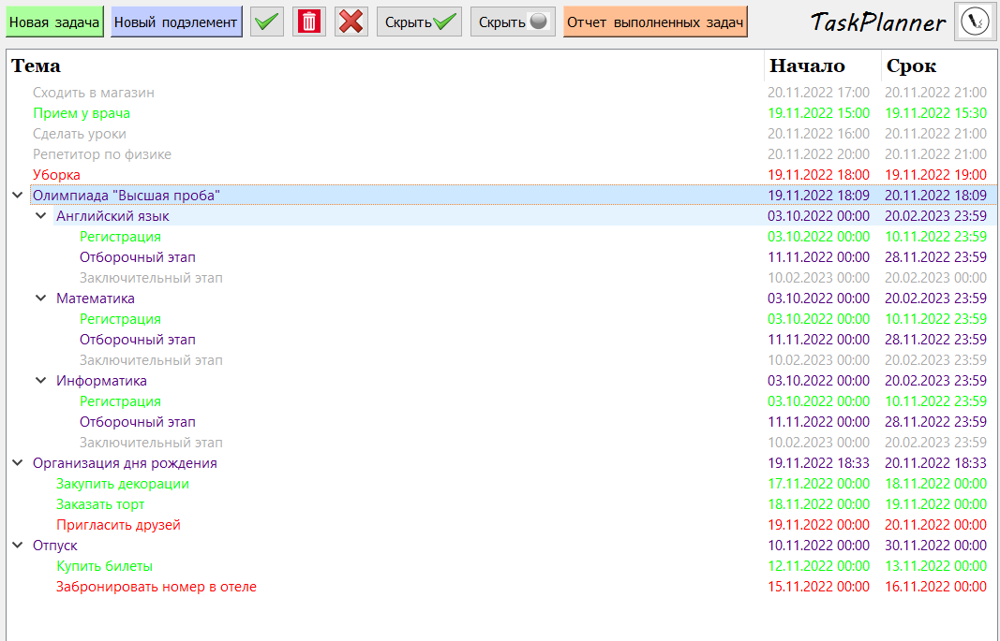 Новая задача Новый подэлемент Скрыть Скрыть Отчет выполненных задач TaskPlanner
Тема Начало Срок
Сходить в магазин 20.11.2022 17:00 20.11.2022 21:00
Прием у врача 19.11.2022 15:00 19.11.2022 15:30
Сделать уроки 20.11.2022 16:00 20.11.2022 21:00
Репетитор по физике 20.11.2022 20:00 20.11.2022 21:00
Уборка 19.11.2022 18:00 19.11.2022 19:00
Олимпиада "Высшая проба" 19.11.2022 18:09 20.11.2022 18:09
Английский язык 03.10.2022 00:00 20.02.2023 23:59
Регистрация 03.10.2022 00:00 10.11.2022 23:59
Отборочный этап 11.11.2022 00:00 28.11.2022 23:59
Заключительный этап 10.02.2023 00:00 20.02.2023 00:00
Математика 03.10.2022 00:00 20.02.2023 23:59
Регистрация 03.10.2022 00:00 10.11.2022 23:59
Отборочный этап 11.11.2022 00:00 28.11.2022 23:59
Заключительный этап 10.02.2023 00:00 20.02.2023 23:59
Информатика 03.10.2022 00:00 20.02.2023 23:59
Регистрация 03.10.2022 00:00 10.11.2022 23:59
Отборочный этап 11.11.2022 00:00 28.11.2022 23:59
Заключительный этап 10.02.2023 00:00 20.02.2023 23:59
Организация дня рождения 19.11.2022 18:33 20.11.2022 18:33
Закупить декорации 17.11.2022 00:00 18.11.2022 00:00
Заказать торт 18.11.2022 00:00 19.11.2022 00:00
Пригласить друзей 19.11.2022 00:00 20.11.2022 00:00
Отпуск 10.11.2022 00:00 30.11.2022 00:00
Купить билеты 12.11.2022 00:00 13.11.2022 00:00
Забронировать номер в отеле 15.11.2022 00:00 16.11.2022 00:00